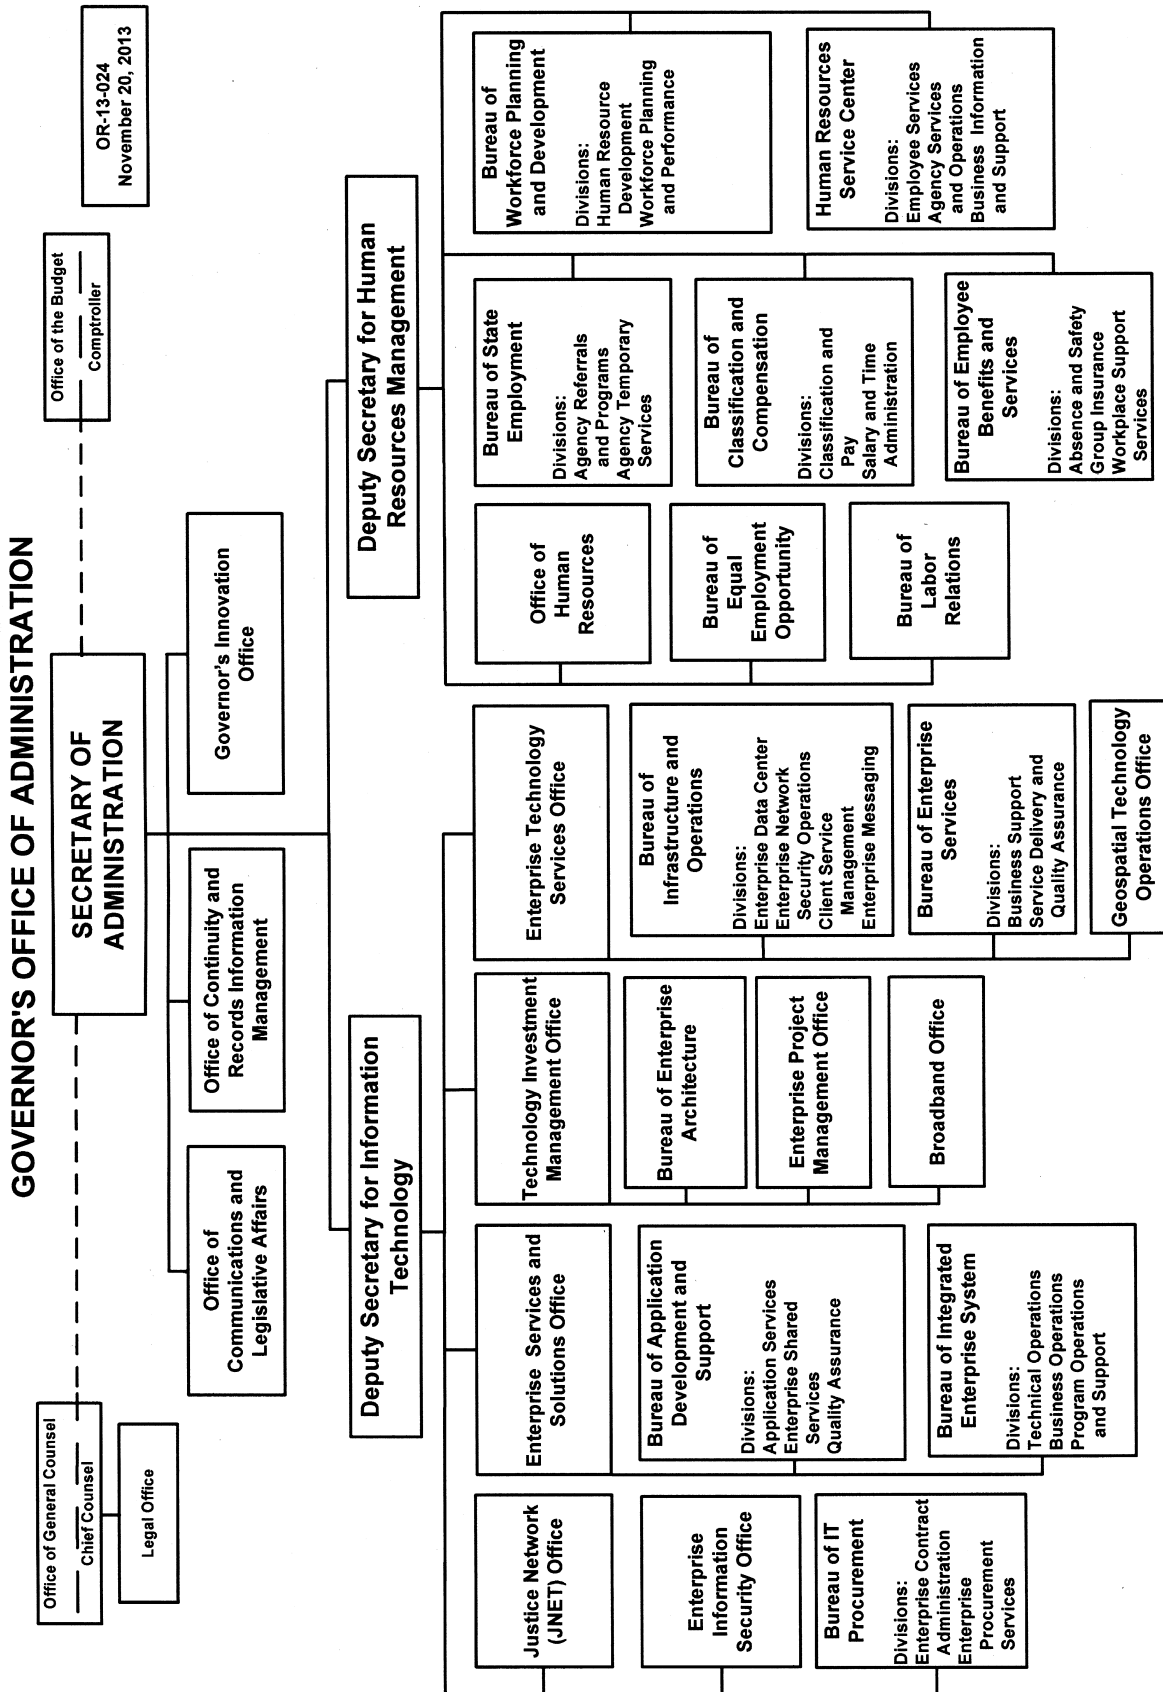 GOVERNOR'S OFFICE OF ADMINISTRATION
OR-13-024
November 20, 2013
Office of General Counsel
Chief Counsel
Legal Office
SECRETARY OF
ADMINISTRATION
Office of the Budget
Comptroller
Office of
Communications and
Legislative Affairs
Office of Continuity and
Records Information
Management
Governor's Innovation
Office
Deputy Secretary for Information
Technology
Deputy Secretary for Human
Resources Management
Justice Network
(JNET) Office
Enterprise
Information
Security Office
Bureau of IT
Procurement
Divisions:
Enterprise Contract
Administration
Enterprise
Procurement
Services
Enterprise Services and
Solutions Office
Bureau of Application
Development and
Support
Divisions:
Application Services
Enterprise Shared
Services
Quality Assurance
Bureau of Integrated
Enterprise System
Divisions:
Technical Operations
Business Operations
Program Operations
and Support
Technology Investment
Management Office
Bureau of Enterprise
Architecture
Enterprise Project
Management Office
Broadband Office
Enterprise Technology
Services Office
Bureau of
Infrastructure and
Operations
Divisions:
Enterprise Data Center
Enterprise Network
Security Operations
Client Service
Management
Enterprise Messaging
Bureau of Enterprise
Services
Divisions:
Business Support
Service Delivery and
Quality Assurance
Geospatial Technology
Operations Office
Office of
Human
Resources
Bureau of
Equal
Employment
Opportunity
Bureau of
Labor
Relations
Bureau of State
Employment
Divisions:
Agency Referrals
and Programs
Agency Temporary
Services
Bureau of
Classification and
Compensation
Divisions:
Classification and
Pay
Salary and Time
Administration
Bureau of Employee
Benefits and
Services
Divisions:
Absence and Safety
Group Insurance
Workplace Support
Services
Bureau of
Workforce Planning
and Development
Divisions:
Human Resource
Development
Workforce Planning
and Performance
Human Resources
Service Center
Divisions:
Employee Services
Agency Services
and Operations
Business Information
and Support